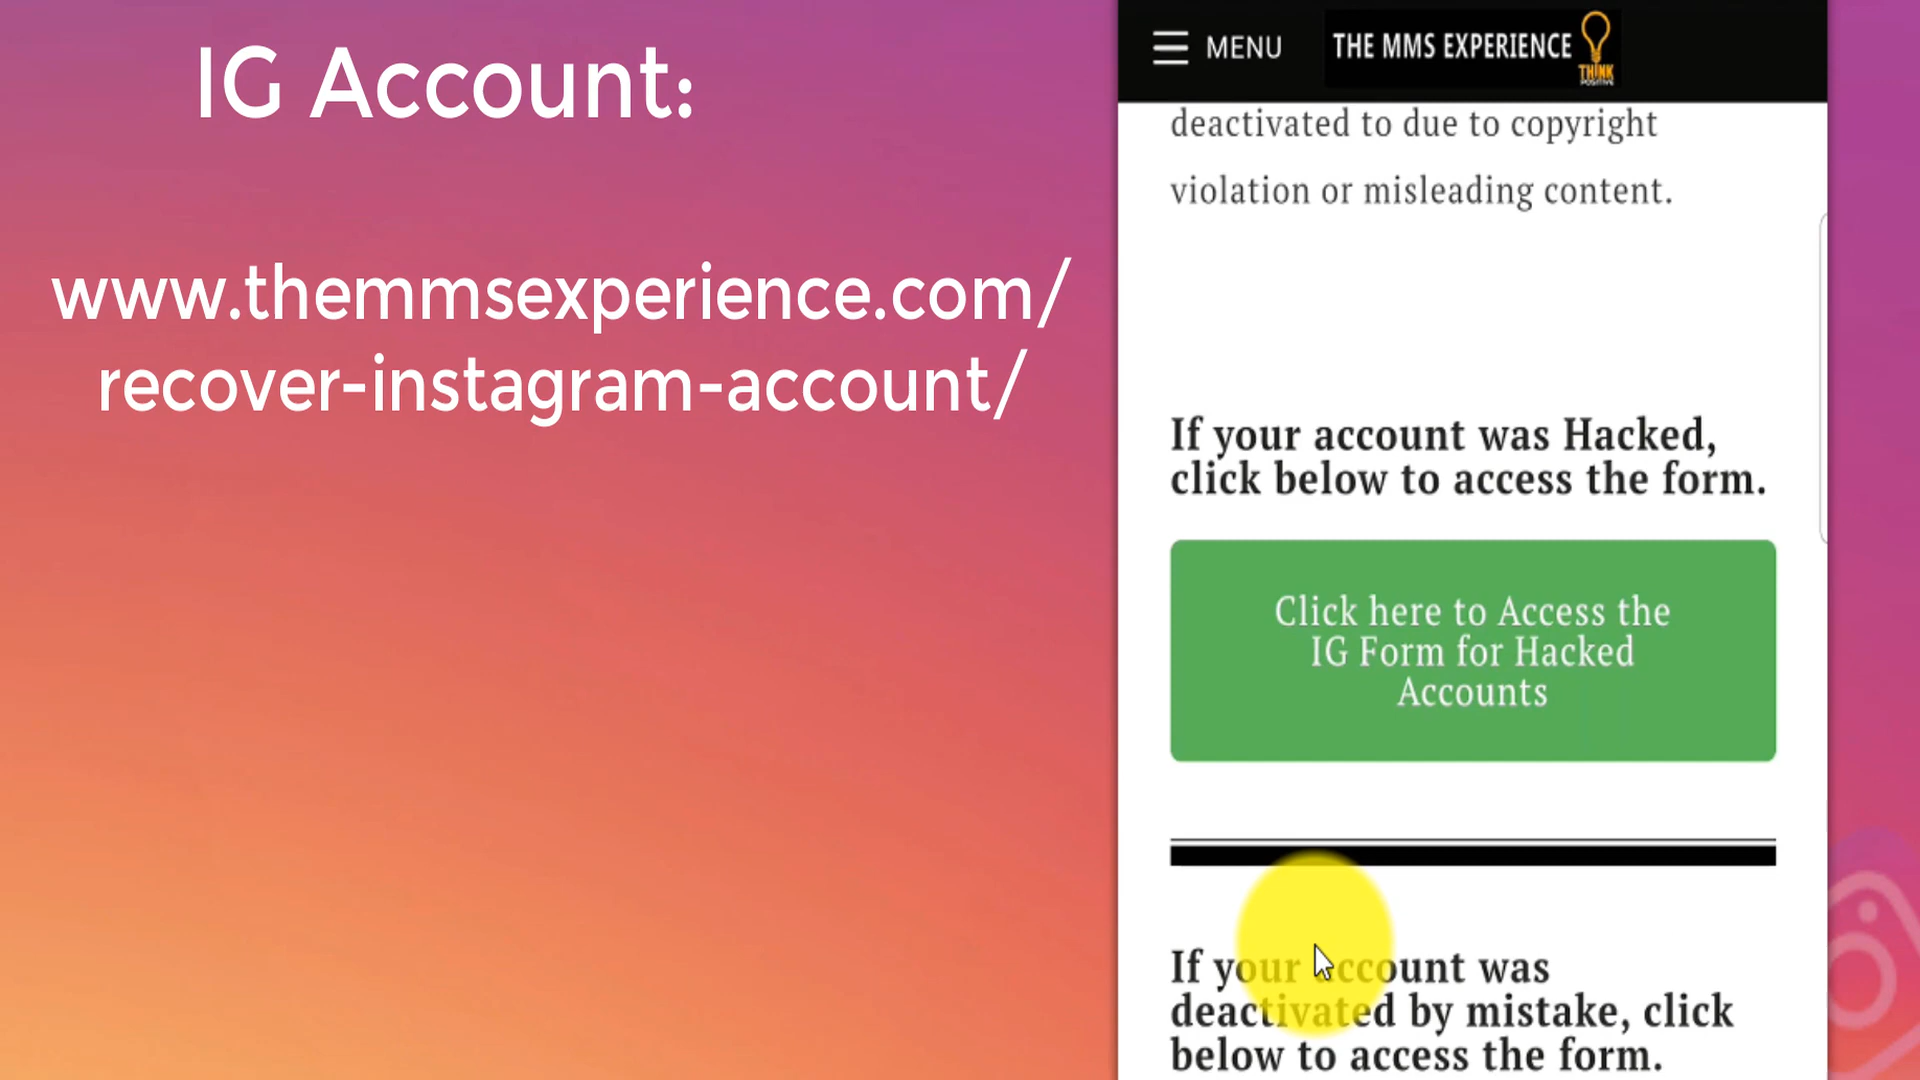 IG Account:
www.themmsexperience.com/
recover-instagram-account/
MENU
THE MMS EXPERIENCE
THINK
POSITIVE
deactivated to due to copyright
violation or misleading content.
If your account was Hacked,
click below to access the form.
Click here to Access the
IG Form for Hacked
Accounts
If your account was
deactivated by mistake, click
below to access the form.